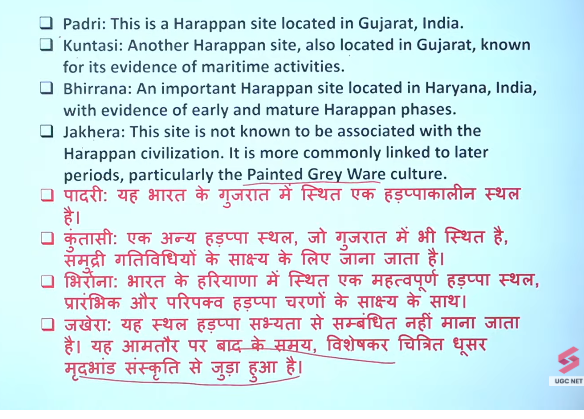 ❑ Padri: This is a Harappan site located in Gujarat, India.
❑ Kuntasi: Another Harappan site, also located in Gujarat, known
for its evidence of maritime activities.
❑ Bhirrana: An important Harappan site located in Haryana, India,
with evidence of early and mature Harappan phases.
❑ Jakhera: This site is not known to be associated with the
Harappan civilization. It is more commonly linked to later
periods, particularly the Painted Grey Ware culture.
❑ पादरी: यह भारत के गुजरात में स्थित एक हड़प्पाकालीन स्थल
है।
❑ कुंतासी: एक अन्य हड़प्पा स्थल, जो गुजरात में भी स्थित है,
समुद्री गतिविधियों के साक्ष्य के लिए जाना जाता है।
❑ भिर्राना: भारत के हरियाणा में स्थित एक महत्वपूर्ण हड़प्पा स्थल,
प्रारंभिक और परिपक्व हड़प्पा चरणों के साक्ष्य के साथ।
❑ जखेरा: यह स्थल हड़प्पा सभ्यता से सम्बंधित नहीं माना जाता
है। यह आमतौर पर बाद के समय, विशेषकर चित्रित धूसर
मृदभांड संस्कृति से जुड़ा हुआ है।
UGC NET